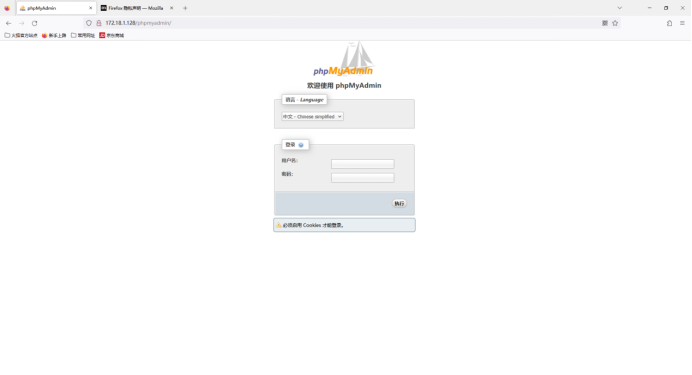 phpMyAdmin
Firefox 隐私声明 — Mozilla
172.18.1.128/phpmyadmin/
火狐官方站点
新手上路
常用网址
JD 京东商城
phpMyAdmin
欢迎使用 phpMyAdmin
语言 - Language
中文 - Chinese simplified
登录
用户名:
密码:
执行
必须启用 Cookies 才能登录。